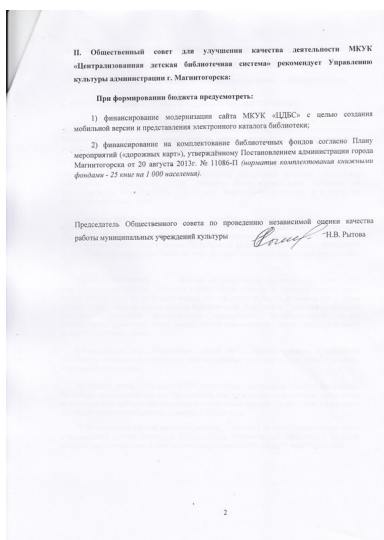 II. Общественный совет для улучшения качества деятельности МКУК
«Централизованная детская библиотечная система» рекомендует Управлению
культуры администрации г. Магнитогорска:
При формировании бюджета предусмотреть:
1) финансирование модернизации сайта МКУК «ЦДБС» с целью создания
мобильной версии и представления электронного каталога библиотеки;
2) финансирование на комплектование библиотечных фондов согласно Плану
мероприятий («дорожных карт»), утверждённому Постановлением администрации города
Магнитогорска от 20 августа 2013г. № 11086-П (норматив комплектования книжными
фондами - 25 книг на 1 000 населения).
Председатель Общественного совета по проведению независимой оценки качества
работы муниципальных учреждений культуры Н.В. Рытова
2